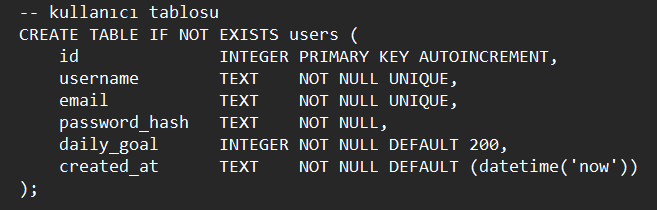 -- kullanıcı tablosu
CREATE TABLE IF NOT EXISTS users (
    id              INTEGER PRIMARY KEY AUTOINCREMENT,
    username        TEXT    NOT NULL UNIQUE,
    email           TEXT    NOT NULL UNIQUE,
    password_hash   TEXT    NOT NULL,
    daily_goal      INTEGER NOT NULL DEFAULT 200,
    created_at      TEXT    NOT NULL DEFAULT (datetime('now'))
);